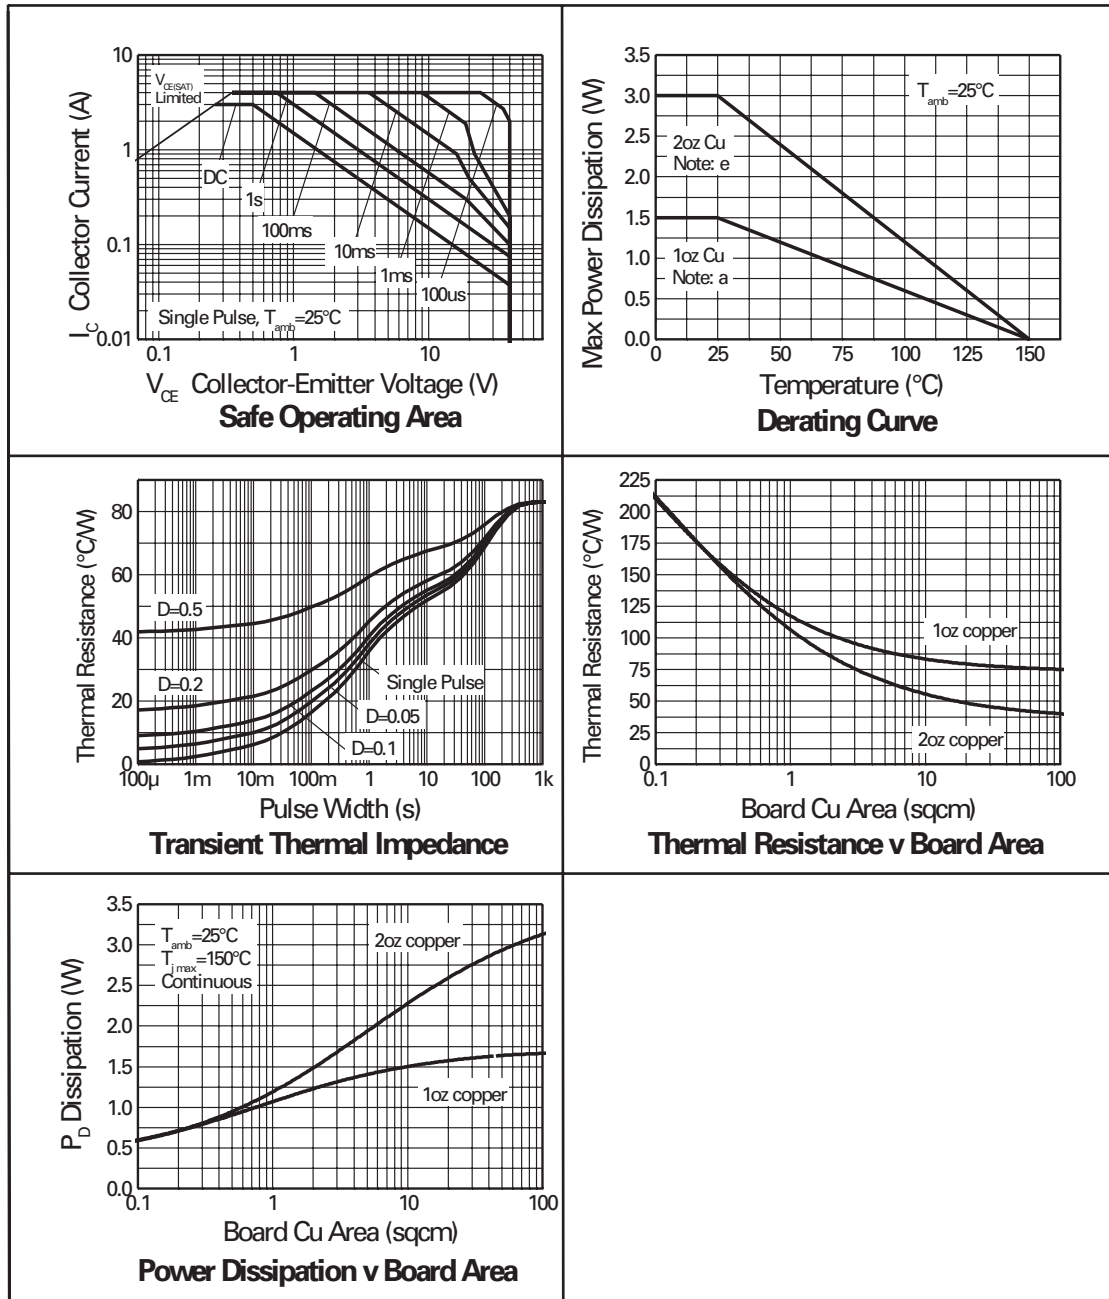 10
1
0.1
0.01
I_C Collector Current (A)
V_CE(SAT)
Limited
DC
1s
100ms
10ms
1ms
100us
Single Pulse, T_amb=25°C
0.1 1 10
V_CE Collector-Emitter Voltage (V)
Safe Operating Area
3.5
3.0
2.5
2.0
1.5
1.0
0.5
0.0
Max Power Dissipation (W)
T_amb=25°C
2oz Cu
Note: e
1oz Cu
Note: a
0 25 50 75 100 125 150
Temperature (°C)
Derating Curve
80
60
40
20
0
Thermal Resistance (°C/W)
D=0.5
D=0.2
Single Pulse
D=0.05
D=0.1
100µ 1m 10m 100m 1 10 100 1k
Pulse Width (s)
Transient Thermal Impedance
225
200
175
150
125
100
75
50
25
0
Thermal Resistance (°C/W)
1oz copper
2oz copper
0.1 1 10 100
Board Cu Area (sqcm)
Thermal Resistance v Board Area
3.5
3.0
2.5
2.0
1.5
1.0
0.5
0.0
P_D Dissipation (W)
T_amb=25°C
T_j max=150°C
Continuous
2oz copper
1oz copper
0.1 1 10 100
Board Cu Area (sqcm)
Power Dissipation v Board Area